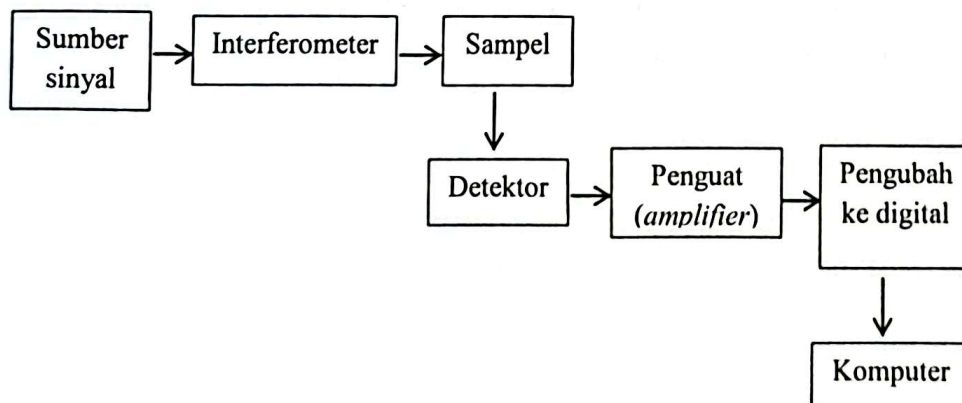 Sumber
sinyal
Interferometer
Sampel
Detektor
Penguat
(amplifier)
Pengubah
ke digital
Komputer